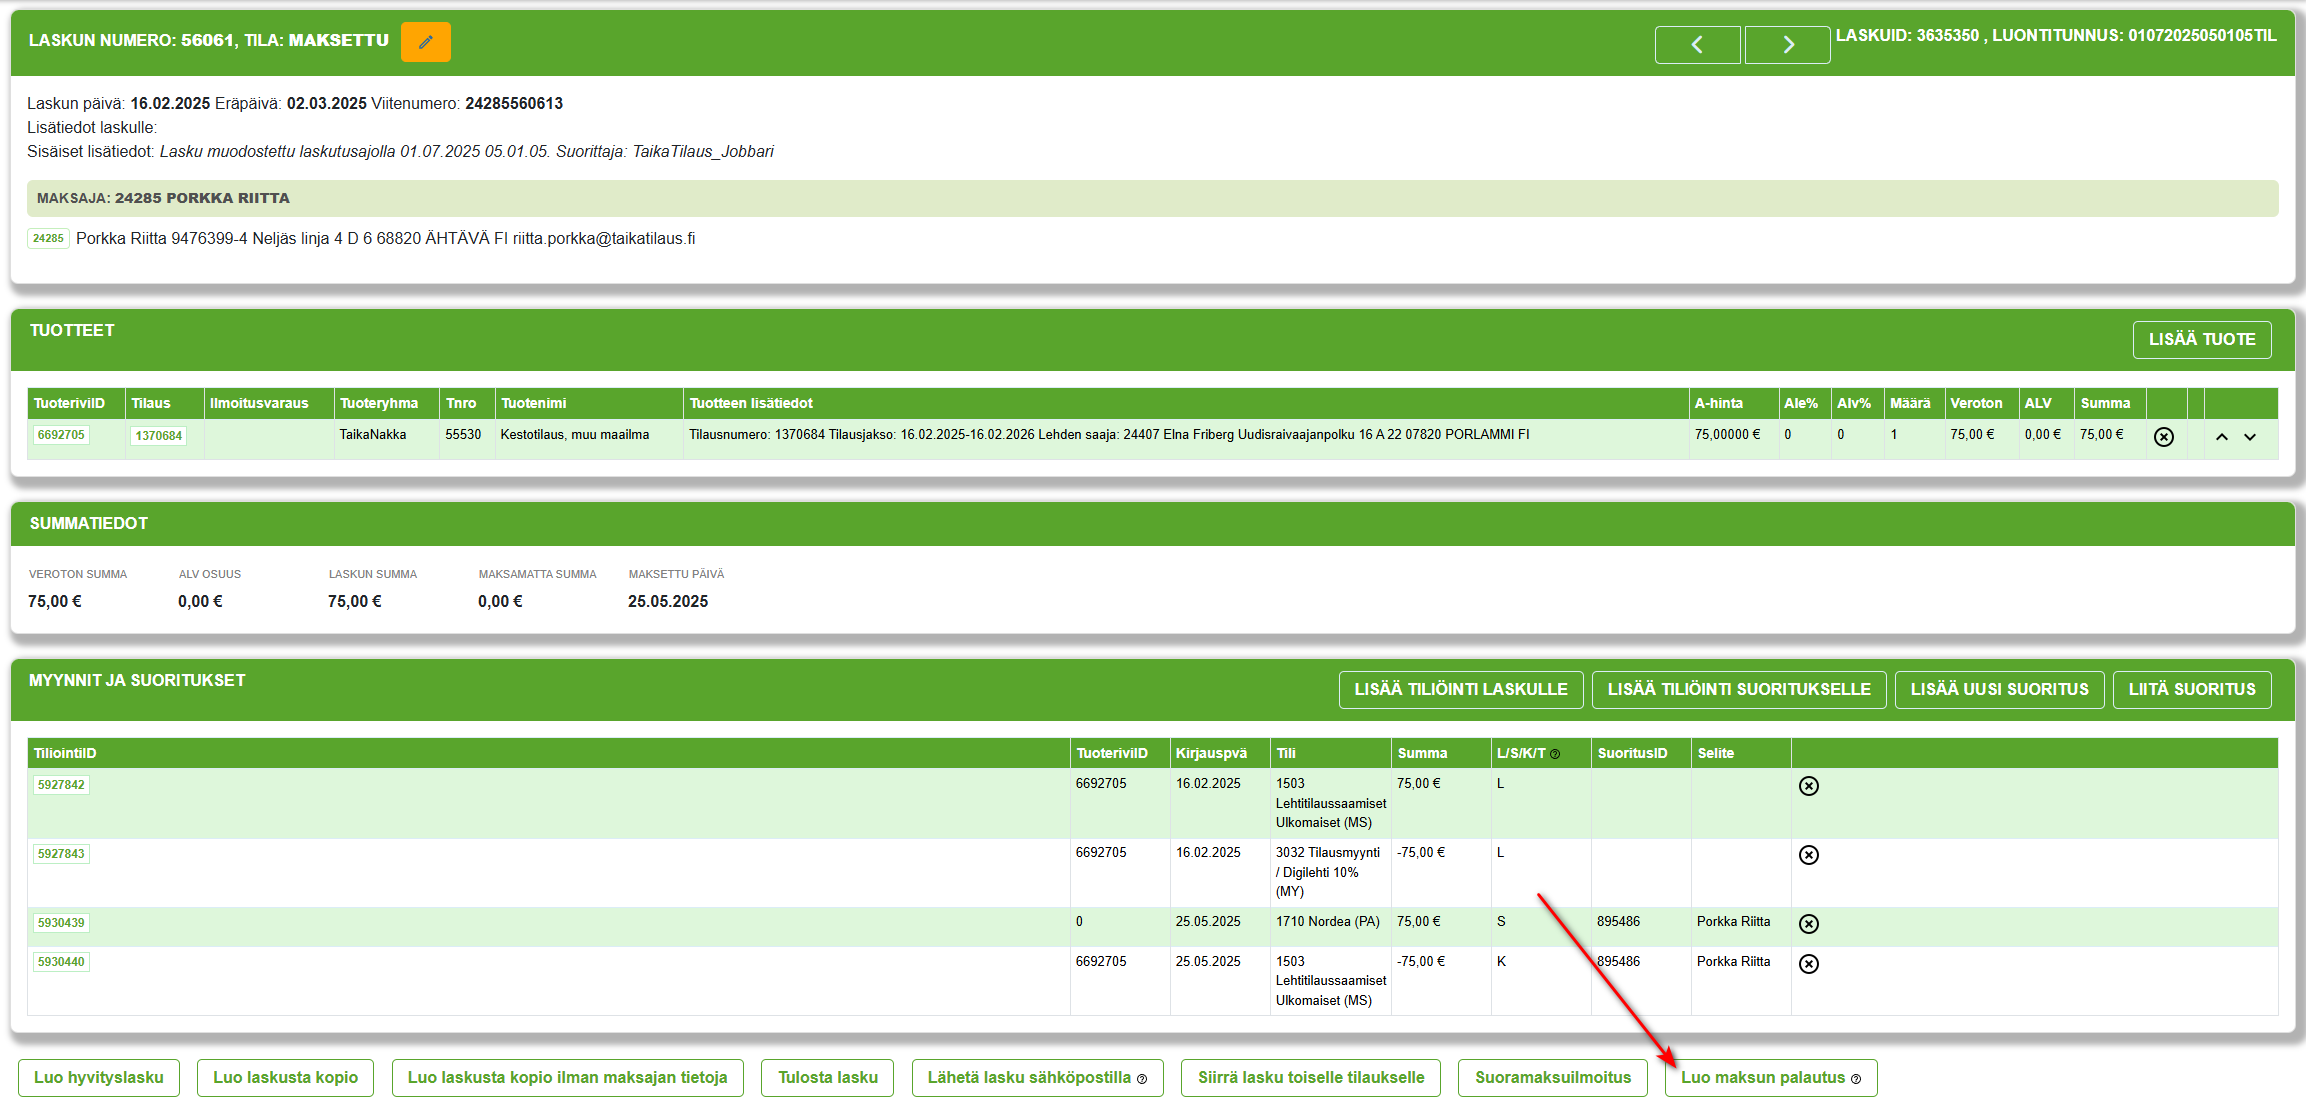 LASKUN NUMERO: 56061, TILA: MAKSETTU
LASKUID: 3635350 , LUONTITUNNUS: 01072025050105TIL
Laskun päivä: 16.02.2025 Eräpäivä: 02.03.2025 Viitenumero: 24285560613
Lisätiedot laskulle:
Sisäiset lisätiedot: Lasku muodostettu laskutusajolla 01.07.2025 05.01.05. Suorittaja: TaikaTilaus_Jobbari
MAKSAJA: 24285 PORKKA RIITTA
24285 Porkka Riitta 9476399-4 Neljäs linja 4 D 6 68820 ÄHTÄVÄ FI riitta.porkka@taikatilaus.fi
TUOTTEET
LISÄÄ TUOTE
TuoteriviID Tilaus Ilmoitusvaraus Tuoteryhma Tnro Tuotenimi Tuotteen lisätiedot A-hinta Ale% Alv% Määrä Veroton ALV Summa
6692705 1370684 TaikaNakka 55530 Kestotilaus, muu maailma Tilausnumero: 1370684 Tilausjakso: 16.02.2025-16.02.2026 Lehden saaja: 24407 Elna Friberg Uudisraivaajanpolku 16 A 22 07820 PORLAMMI FI 75,00000 € 0 0 1 75,00 € 0,00 € 75,00 €
SUMMATIEDOT
VEROTON SUMMA ALV OSUUS LASKUN SUMMA MAKSAMATTA SUMMA MAKSETTU PÄIVÄ
75,00 € 0,00 € 75,00 € 0,00 € 25.05.2025
MYYNNIT JA SUORITUKSET
LISÄÄ TILIÖINTI LASKULLE LISÄÄ TILIÖINTI SUORITUKSELLE LISÄÄ UUSI SUORITUS LIITÄ SUORITUS
TiliointiID TuoteriviID Kirjauspvä Tili Summa L/S/K/T SuoritusID Selite
5927842 6692705 16.02.2025 1503 75,00 € L
Lehtitilaussaamiset
Ulkomaiset (MS)
5927843 6692705 16.02.2025 3032 Tilausmyynti -75,00 € L
/ Digilehti 10%
(MY)
5930439 0 25.05.2025 1710 Nordea (PA) 75,00 € S 895486 Porkka Riitta
5930440 6692705 25.05.2025 1503 -75,00 € K 895486 Porkka Riitta
Lehtitilaussaamiset
Ulkomaiset (MS)
Luo hyvityslasku Luo laskusta kopio Luo laskusta kopio ilman maksajan tietoja Tulosta lasku Lähetä lasku sähköpostilla Siirrä lasku toiselle tilaukselle Suoramaksuilmoitus Luo maksun palautus